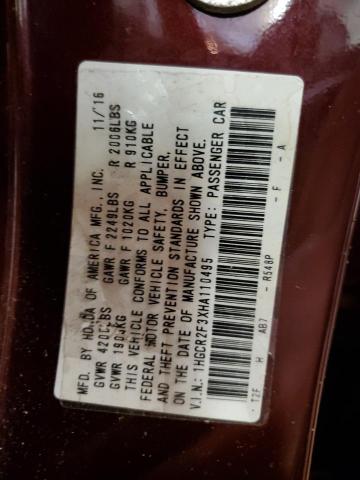 MFD. BY HONDA OF AMERICA MFG., INC. 11/'16
GVWR 4200LBS GAWR F 2249LBS R 2006LBS
GVWR 1903KG GAWR F 1020KG R 910KG
THIS VEHICLE CONFORMS TO ALL APPLICABLE
FEDERAL MOTOR VEHICLE SAFETY, BUMPER,
AND THEFT PREVENTION STANDARDS IN EFFECT
ON THE DATE OF MANUFACTURE SHOWN ABOVE.
V.I.N.: 1HGCR2F3XHA110495 TYPE: PASSENGER CAR
T2F H AB7 - R548P - F - A